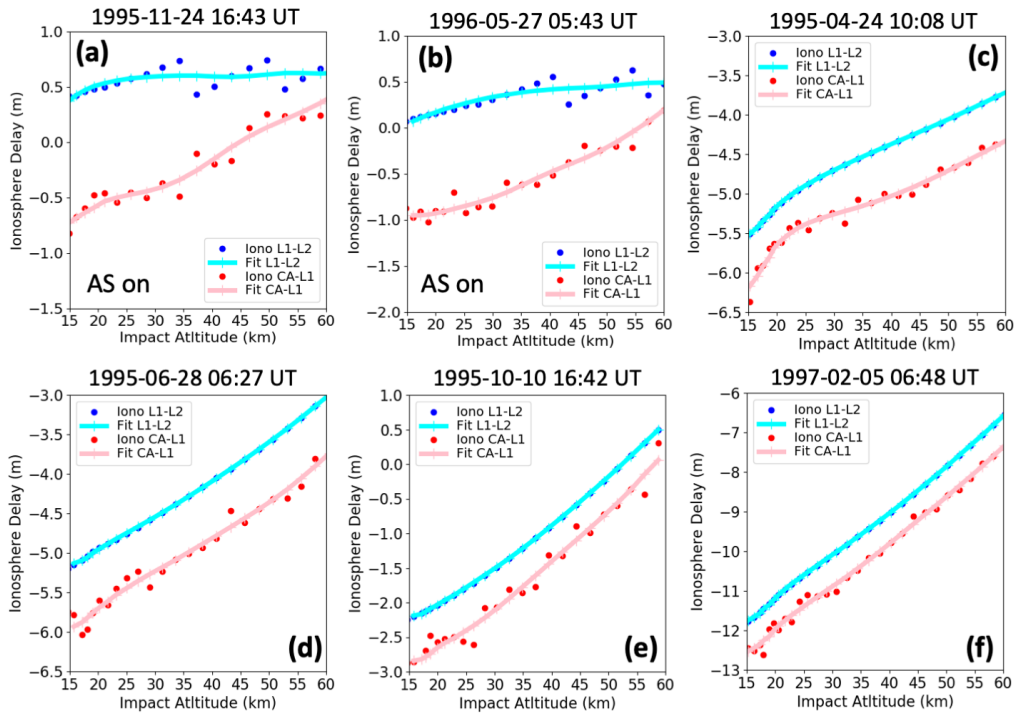 1995-11-24 16:43 UT
1996-05-27 05:43 UT
1995-04-24 10:08 UT
(a)
1.0
0.5
0.0
−0.5
−1.0
−1.5
Ionosphere Delay (m)
Iono L1-L2
Fit L1-L2
Iono CA-L1
Fit CA-L1
AS on
15 20 25 30 35 40 45 50 55 60
Impact Atltitude (km)
(b)
1.0
0.5
0.0
−0.5
−1.0
−1.5
−2.0
Ionosphere Delay (m)
Iono L1-L2
Fit L1-L2
Iono CA-L1
Fit CA-L1
AS on
15 20 25 30 35 40 45 50 55 60
Impact Atltitude (km)
(c)
−3.0
−3.5
−4.0
−4.5
−5.0
−5.5
−6.0
−6.5
Ionosphere Delay (m)
Iono L1-L2
Fit L1-L2
Iono CA-L1
Fit CA-L1
15 20 25 30 35 40 45 50 55 60
Impact Atltitude (km)
1995-06-28 06:27 UT
1995-10-10 16:42 UT
1997-02-05 06:48 UT
−3.0
−3.5
−4.0
−4.5
−5.0
−5.5
−6.0
−6.5
Ionosphere Delay (m)
Iono L1-L2
Fit L1-L2
Iono CA-L1
Fit CA-L1
(d)
15 20 25 30 35 40 45 50 55 60
Impact Atltitude (km)
1.0
0.5
0.0
−0.5
−1.0
−1.5
−2.0
−2.5
−3.0
Ionosphere Delay (m)
Iono L1-L2
Fit L1-L2
Iono CA-L1
Fit CA-L1
(e)
15 20 25 30 35 40 45 50 55 60
Impact Atltitude (km)
−6
−7
−8
−9
−10
−11
−12
−13
Ionosphere Delay (m)
Iono L1-L2
Fit L1-L2
Iono CA-L1
Fit CA-L1
(f)
15 20 25 30 35 40 45 50 55 60
Impact Atltitude (km)